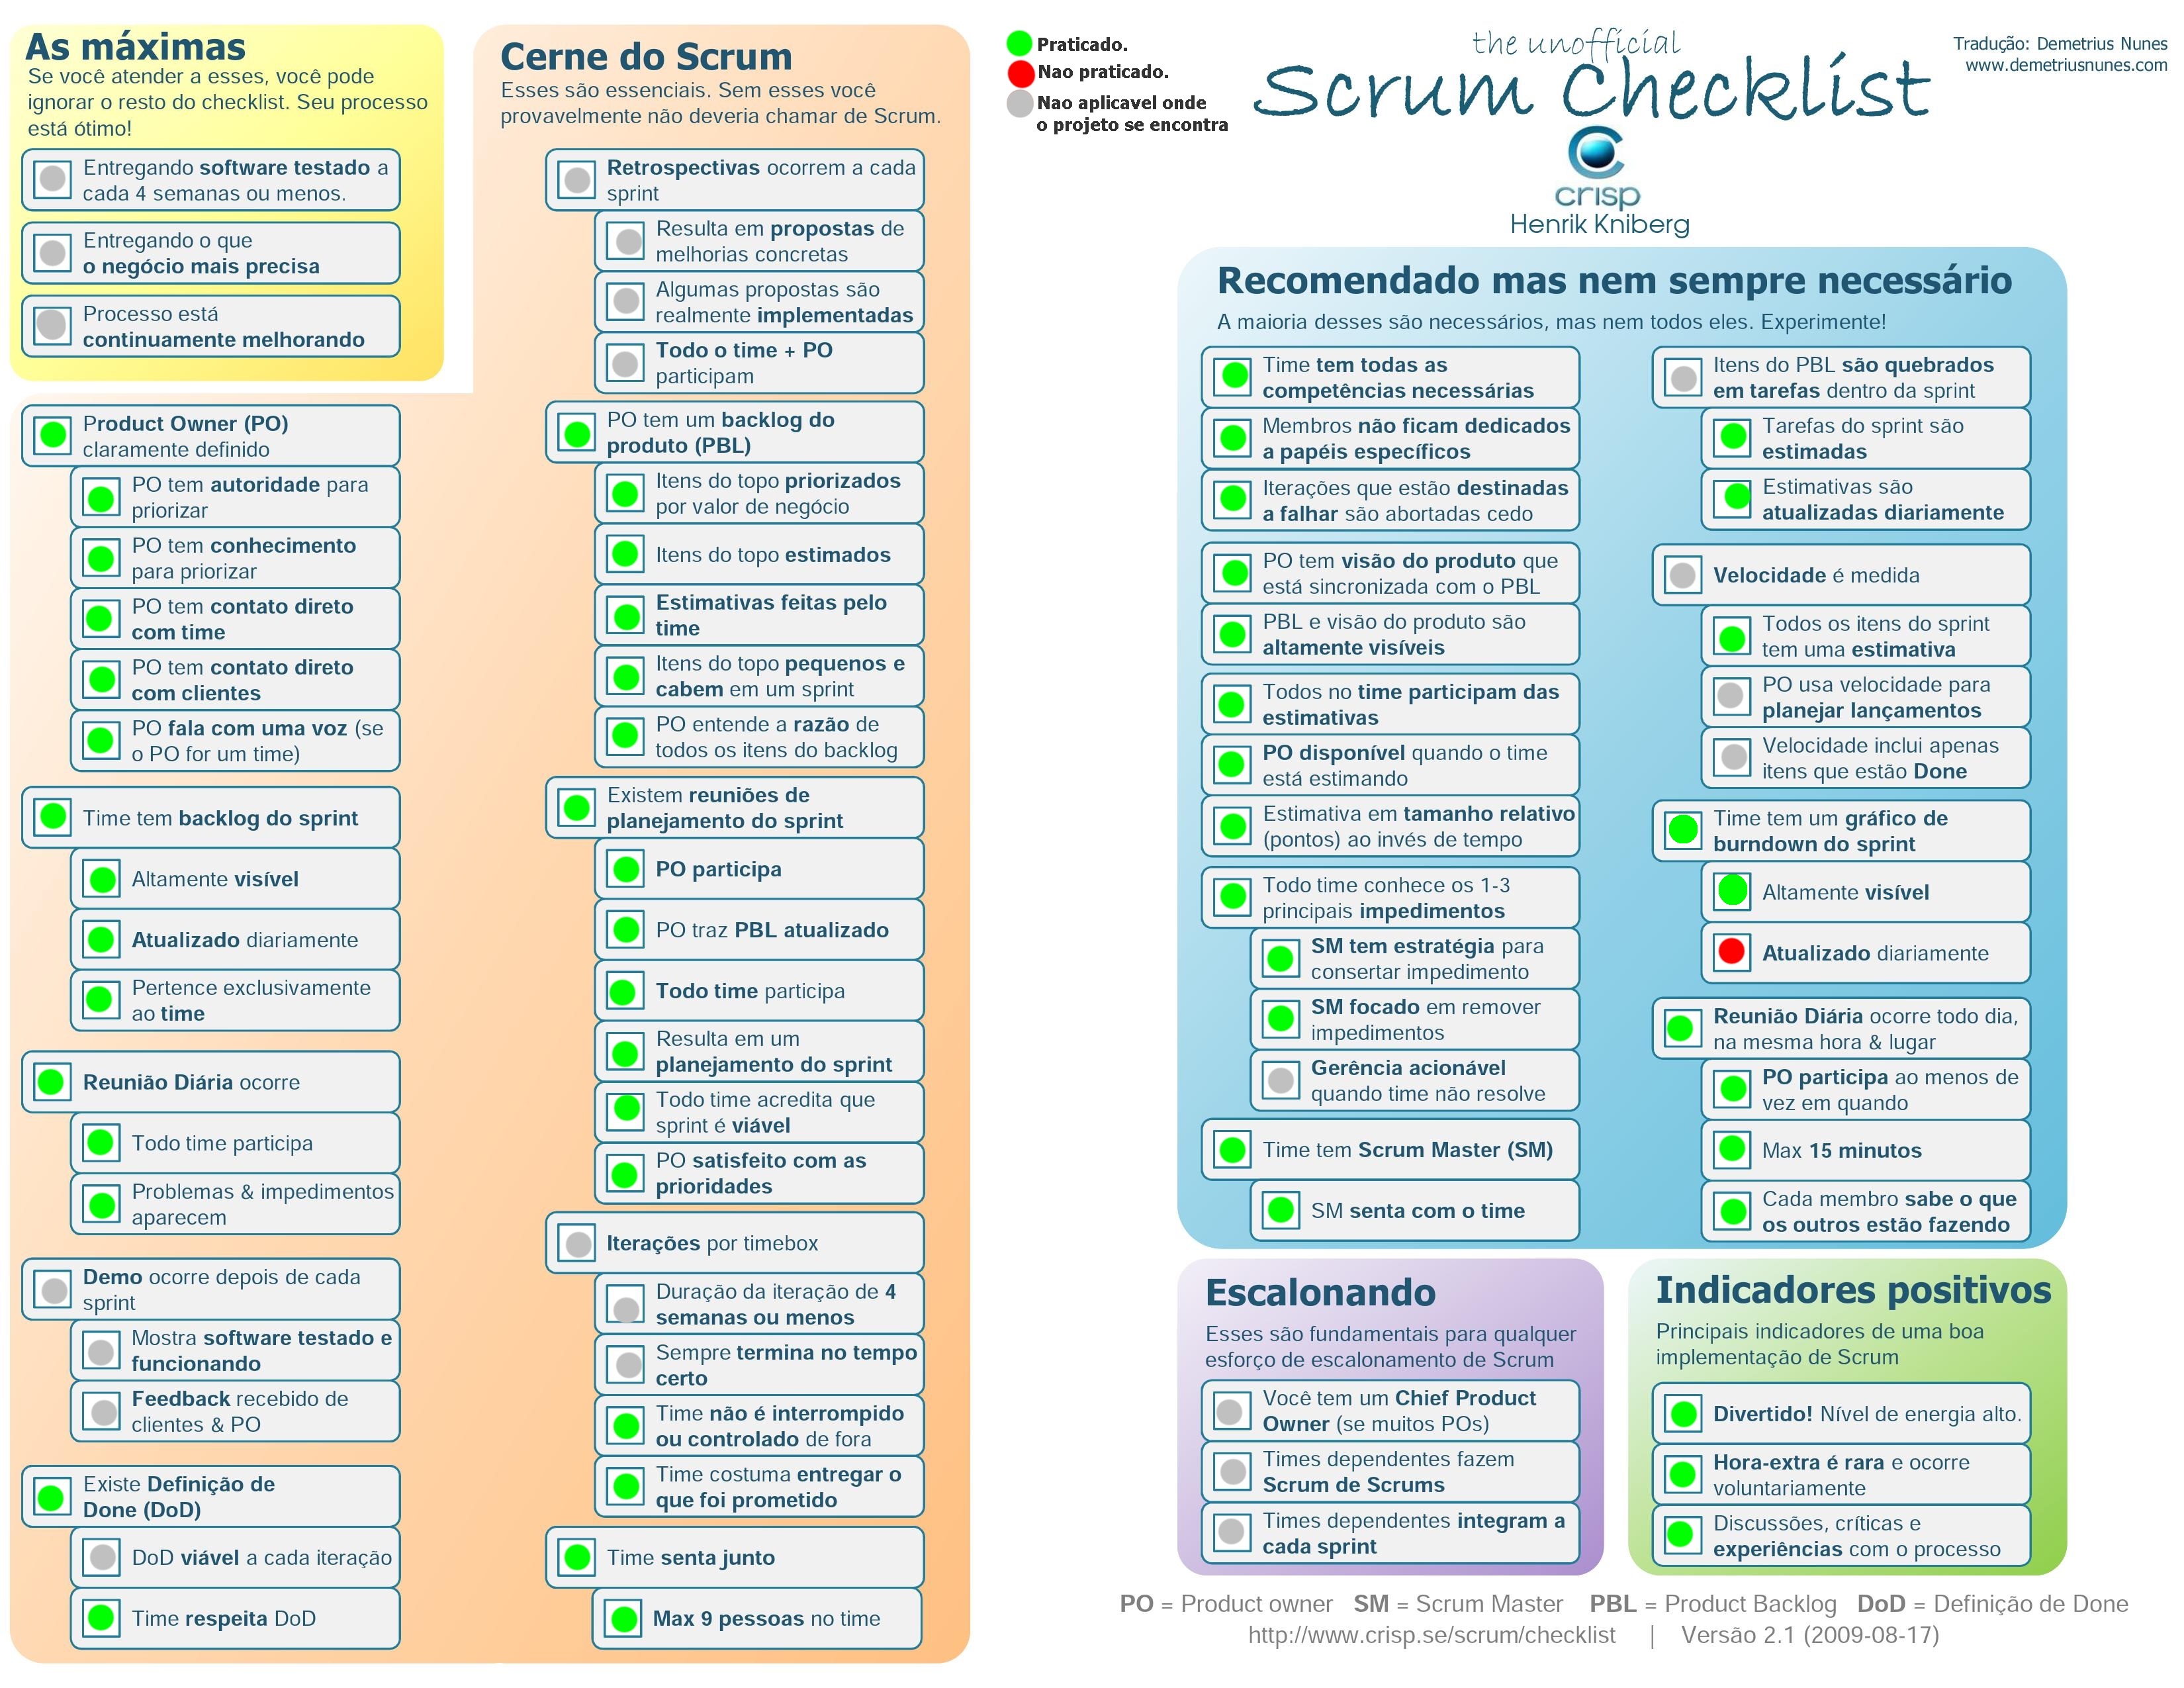 As máximas
Se você atender a esses, você pode
ignorar o resto do checklist. Seu processo
está ótimo!
Entregando software testado a
cada 4 semanas ou menos.
Entregando o que
o negócio mais precisa
Processo está
continuamente melhorando
Product Owner (PO)
claramente definido
PO tem autoridade para
priorizar
PO tem conhecimento
para priorizar
PO tem contato direto
com time
PO tem contato direto
com clientes
PO fala com uma voz (se
o PO for um time)
Time tem backlog do sprint
Altamente visível
Atualizado diariamente
Pertence exclusivamente
ao time
Reunião Diária ocorre
Todo time participa
Problemas & impedimentos
aparecem
Demo ocorre depois de cada
sprint
Mostra software testado e
funcionando
Feedback recebido de
clientes & PO
Existe Definição de
Done (DoD)
DoD viável a cada iteração
Time respeita DoD
Cerne do Scrum
Esses são essenciais. Sem esses você
provavelmente não deveria chamar de Scrum.
Retrospectivas ocorrem a cada
sprint
Resulta em propostas de
melhorias concretas
Algumas propostas são
realmente implementadas
Todo o time + PO
participam
PO tem um backlog do
produto (PBL)
Itens do topo priorizados
por valor de negócio
Itens do topo estimados
Estimativas feitas pelo
time
Itens do topo pequenos e
cabem em um sprint
PO entende a razão de
todos os itens do backlog
Existem reuniões de
planejamento do sprint
PO participa
PO traz PBL atualizado
Todo time participa
Resulta em um
planejamento do sprint
Todo time acredita que
sprint é viável
PO satisfeito com as
prioridades
Iterações por timebox
Duração da iteração de 4
semanas ou menos
Sempre termina no tempo
certo
Time não é interrompido
ou controlado de fora
Time costuma entregar o
que foi prometido
Time senta junto
Max 9 pessoas no time
Praticado.
Nao praticado.
Nao aplicavel onde
o projeto se encontra
the unofficial
Scrum Checklist
crisp
Henrik Kniberg
Tradução: Demetrius Nunes
www.demetriusnunes.com
Recomendado mas nem sempre necessário
A maioria desses são necessários, mas nem todos eles. Experimente!
Time tem todas as
competências necessárias
Membros não ficam dedicados
a papéis específicos
Iterações que estão destinadas
a falhar são abortadas cedo
PO tem visão do produto que
está sincronizada com o PBL
PBL e visão do produto são
altamente visíveis
Todos no time participam das
estimativas
PO disponível quando o time
está estimando
Estimativa em tamanho relativo
(pontos) ao invés de tempo
Todo time conhece os 1-3
principais impedimentos
SM tem estratégia para
consertar impedimento
SM focado em remover
impedimentos
Gerência acionável
quando time não resolve
Time tem Scrum Master (SM)
SM senta com o time
Itens do PBL são quebrados
em tarefas dentro da sprint
Tarefas do sprint são
estimadas
Estimativas são
atualizadas diariamente
Velocidade é medida
Todos os itens do sprint
tem uma estimativa
PO usa velocidade para
planejar lançamentos
Velocidade inclui apenas
itens que estão Done
Time tem um gráfico de
burndown do sprint
Altamente visível
Atualizado diariamente
Reunião Diária ocorre todo dia,
na mesma hora & lugar
PO participa ao menos de
vez em quando
Max 15 minutos
Cada membro sabe o que
os outros estão fazendo
Escalonando
Esses são fundamentais para qualquer
esforço de escalonamento de Scrum
Você tem um Chief Product
Owner (se muitos POs)
Times dependentes fazem
Scrum de Scrums
Times dependentes integram a
cada sprint
Indicadores positivos
Principais indicadores de uma boa
implementação de Scrum
Divertido! Nível de energia alto.
Hora-extra é rara e ocorre
voluntariamente
Discussões, críticas e
experiências com o processo
PO = Product owner SM = Scrum Master PBL = Product Backlog DoD = Definição de Done
http://www.crisp.se/scrum/checklist | Versão 2.1 (2009-08-17)